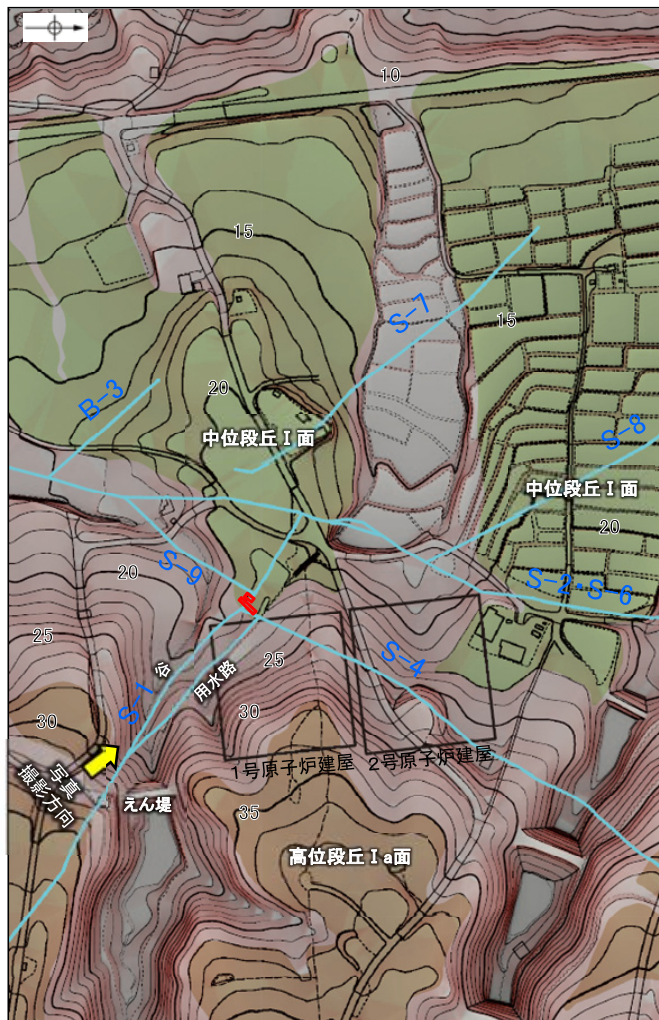 10
15
S-7
15
20
B-3
中位段丘Ⅰ面
S-8
中位段丘Ⅰ面
20
S-9
20
S-2・S-6
25
谷
用水路
25
S-4
S-1
30
30
1号原子炉建屋
2号原子炉建屋
写真
撮影方向
えん堤
35
高位段丘Ⅰa面